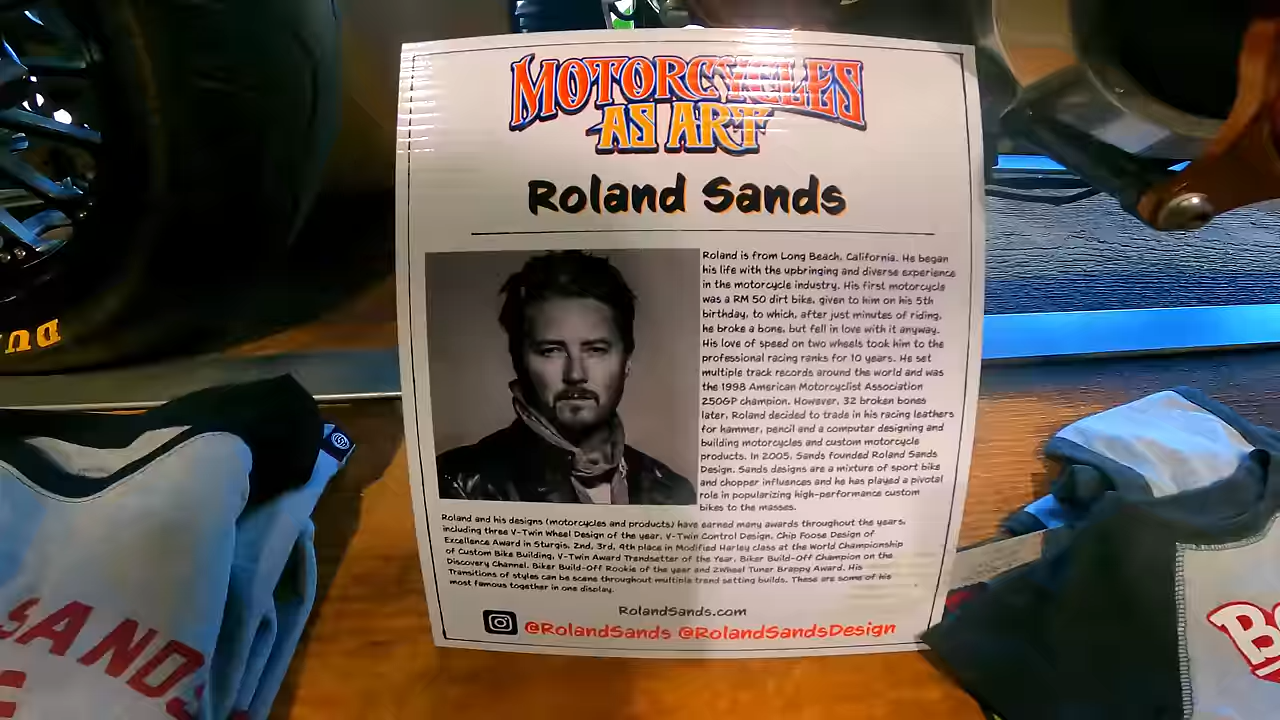 MOTORCYCLES
AS ART
Roland Sands
Roland is from Long Beach, California. He began
his life with the upbringing and diverse experience
in the motorcycle industry. His first motorcycle
was a RM 50 dirt bike, given to him on his 5th
birthday, to which, after just minutes of riding,
he broke a bone, but fell in love with it anyway.
His love of speed on two wheels took him to the
professional racing ranks for 10 years. He set
multiple track records around the world and was
the 1998 American Motorcyclist Association
250GP champion. However, 32 broken bones
later, Roland decided to trade in his racing leathers
for hammer, pencil and a computer designing and
building motorcycles and custom motorcycle
products. In 2005, Sands founded Roland Sands
Design. Sands designs are a mixture of sport bike
and chopper influences and he has played a pivotal
role in popularizing high-performance custom
bikes to the masses.
Roland and his designs (motorcycles and products) have earned many awards throughout the years,
including three V-Twin Wheel Design of the year, V-Twin Control Design, Chip Foose Design of
Excellence Award in Sturgis, 2nd, 3rd, 4th place in Modified Harley class at the World Championship
of Custom Bike Building, V-Twin Award Trendsetter of the Year, Biker Build-Off Champion on the
Discovery Channel, Biker Build-Off Rookie of the year and 2Wheel Tuner Brappy Award. His
Transitions of styles can be scene throughout multiple trend setting builds. These are some of his
most famous together in one display.
RolandSands.com
@RolandSands @RolandSandsDesign
DU
SANDS